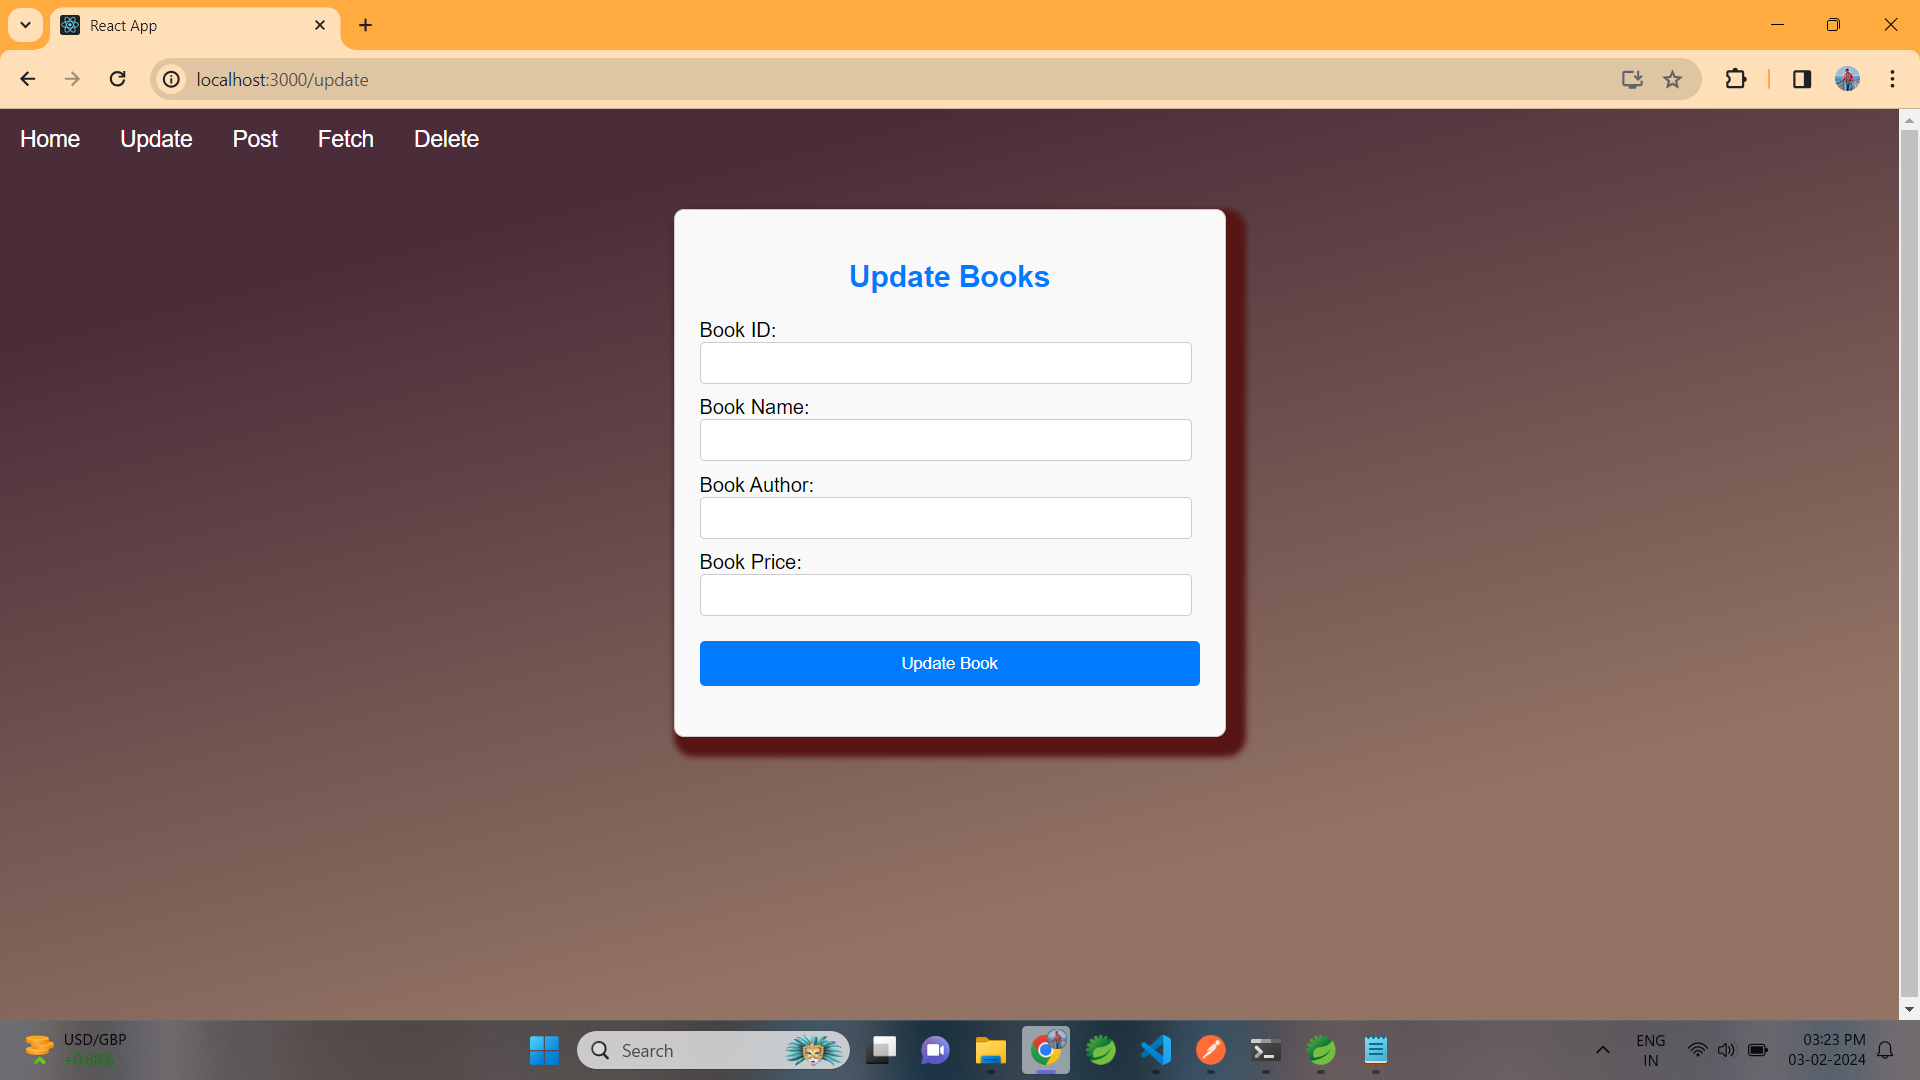 React App
localhost:3000/update
Home Update Post Fetch Delete
Update Books
Book ID:
Book Name:
Book Author:
Book Price:
Update Book
USD/GBP
+0.88%
Search
ENG
IN
03:23 PM
03-02-2024